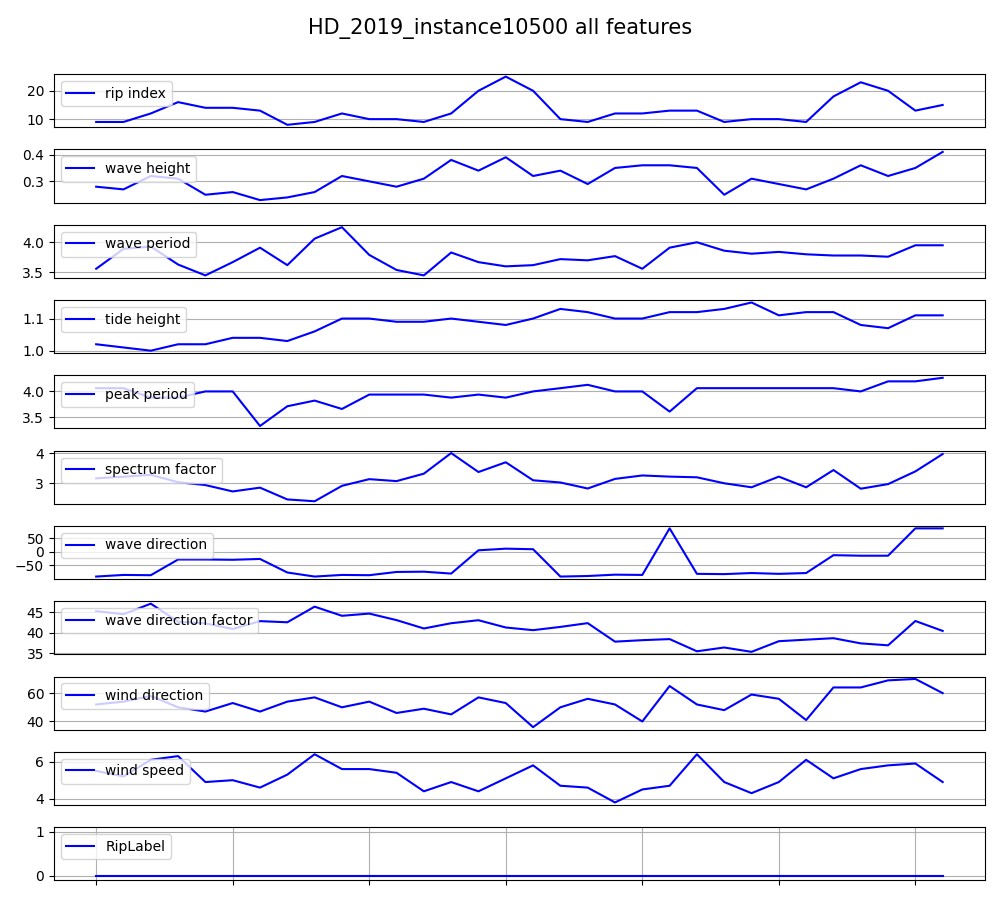 HD_2019_instance10500 all features
rip index
20
10
wave height
0.4
0.3
wave period
4.0
3.5
tide height
1.1
1.0
peak period
4.0
3.5
spectrum factor
4
3
wave direction
50
0
−50
wave direction factor
45
40
35
wind direction
60
40
wind speed
6
4
RipLabel
1
0